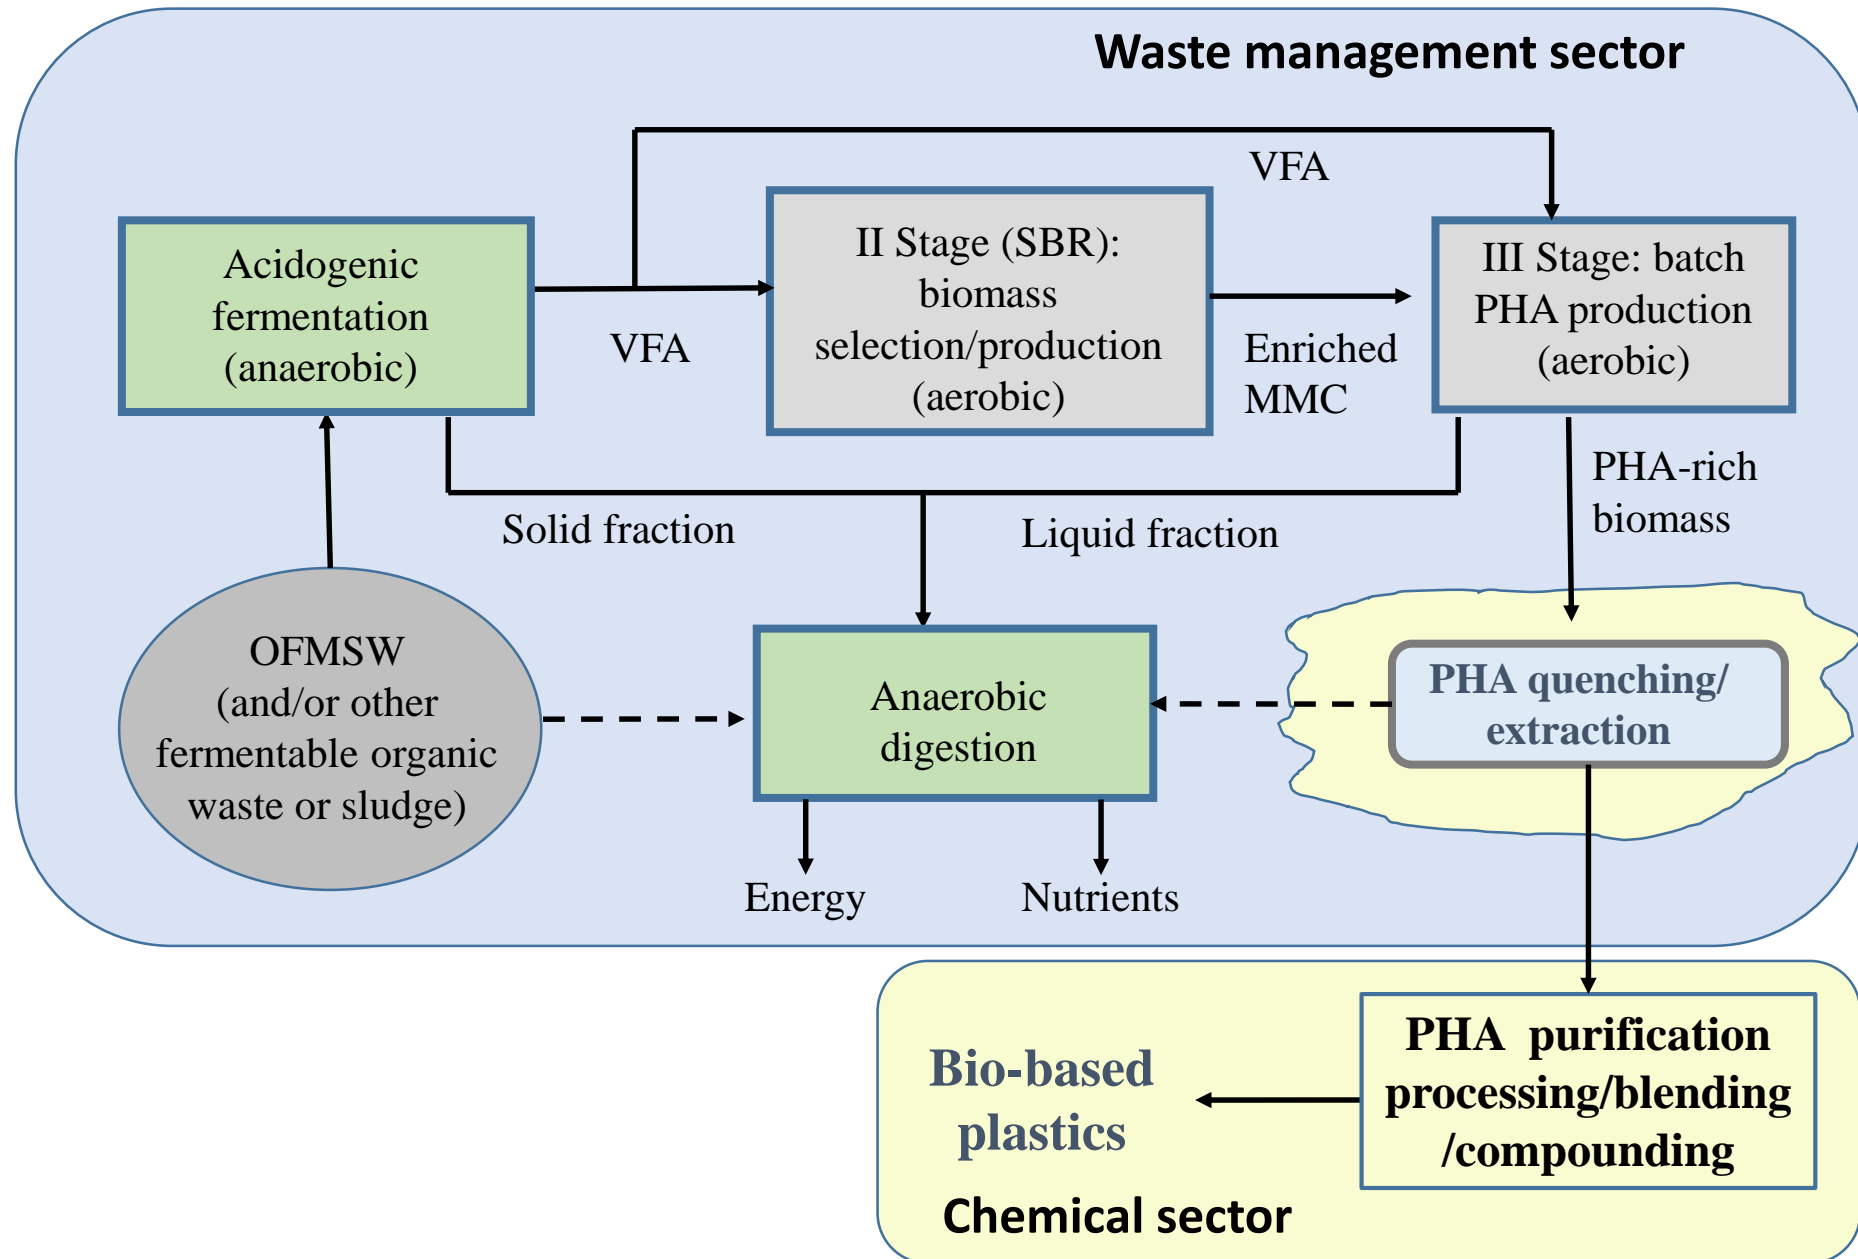 Waste management sector
VFA
Acidogenic
fermentation
(anaerobic)
VFA
II Stage (SBR):
biomass
selection/production
(aerobic)
Enriched
MMC
III Stage: batch
PHA production
(aerobic)
Solid fraction
Liquid fraction
PHA-rich
biomass
OFMSW
(and/or other
fermentable organic
waste or sludge)
Anaerobic
digestion
PHA quenching/
extraction
Energy
Nutrients
PHA purification
processing/blending
/compounding
Bio-based
plastics
Chemical sector